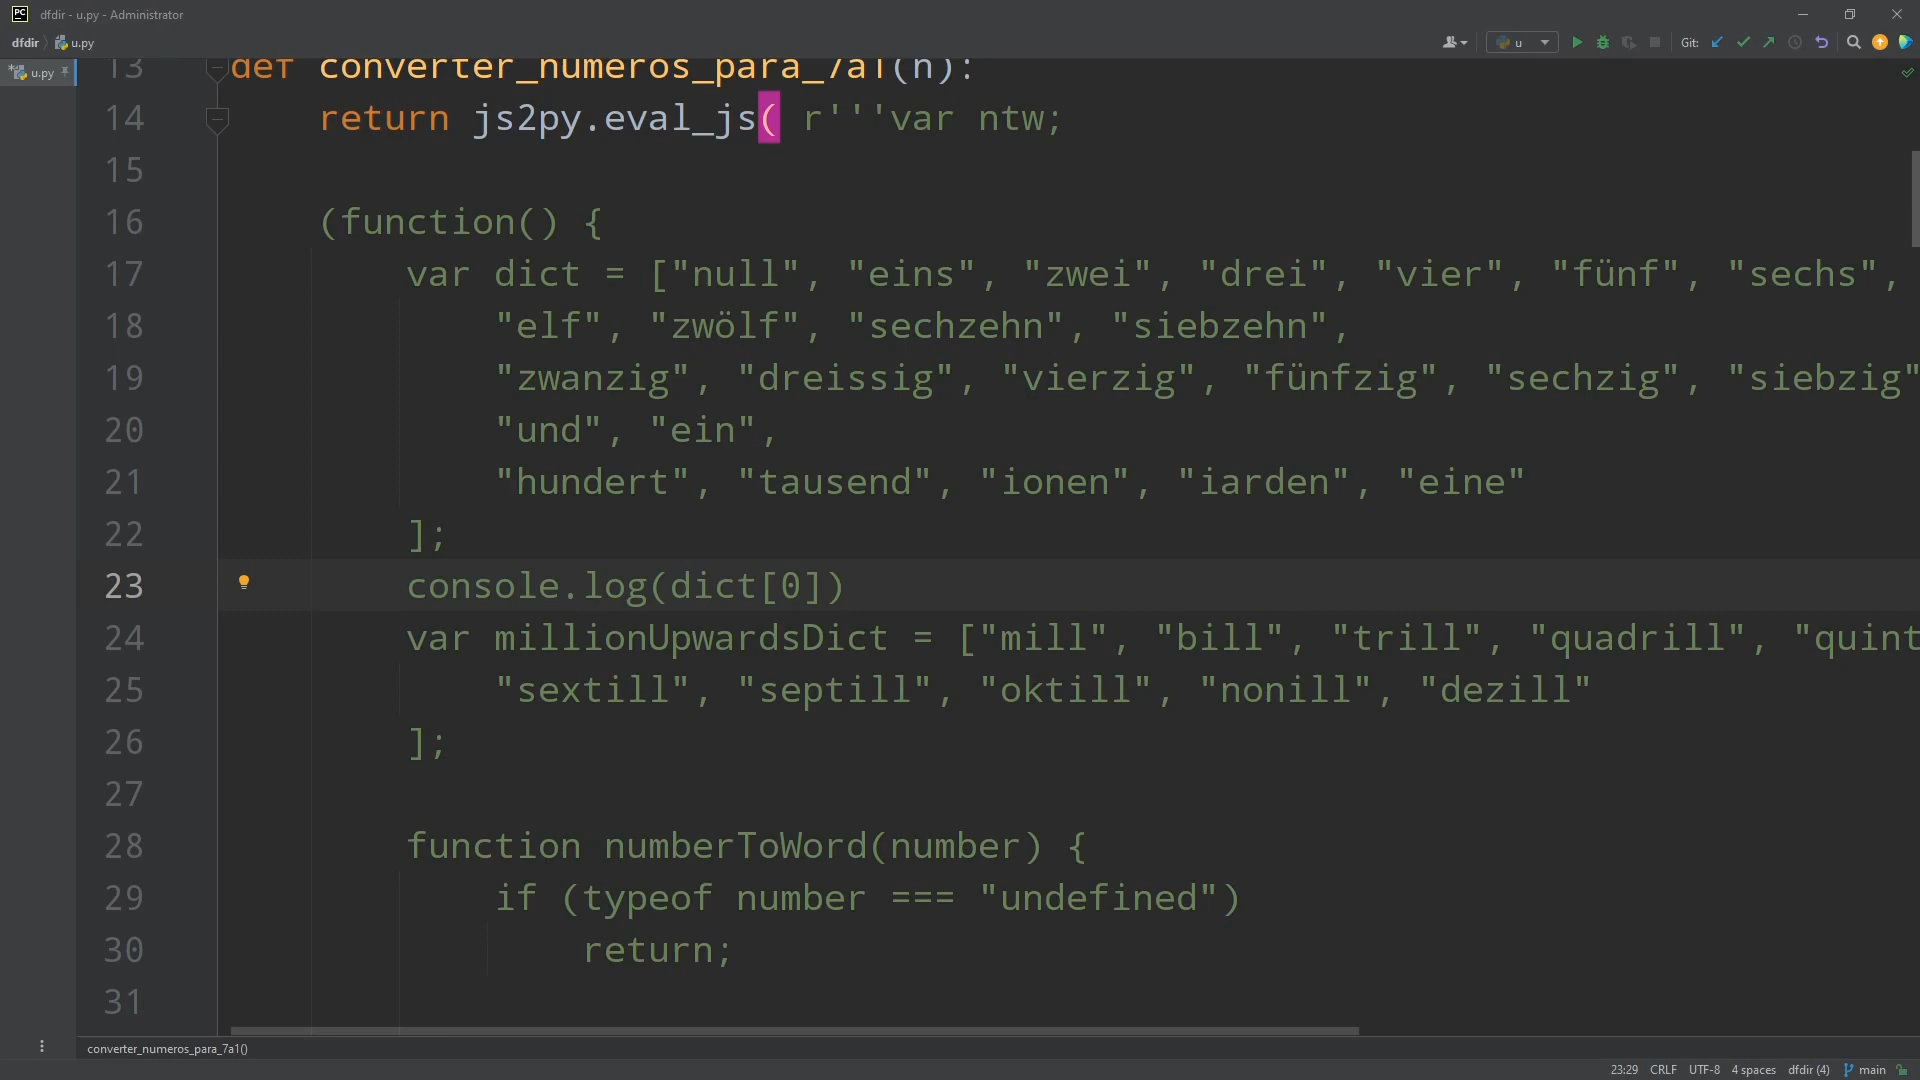 dfdir - u.py - Administrator
dfdir u.py
u Git:
u.py
13 def converter_numeros_para_7a1(n):
14 return js2py.eval_js( r'''var ntw;
15
16 (function() {
17 var dict = ["null", "eins", "zwei", "drei", "vier", "fünf", "sechs",
18 "elf", "zwölf", "sechzehn", "siebzehn",
19 "zwanzig", "dreissig", "vierzig", "fünfzig", "sechzig", "siebzig"
20 "und", "ein",
21 "hundert", "tausend", "ionen", "iarden", "eine"
22 ];
23 console.log(dict[0])
24 var millionUpwardsDict = ["mill", "bill", "trill", "quadrill", "quint
25 "sextill", "septill", "oktill", "nonill", "dezill"
26 ];
27
28 function numberToWord(number) {
29 if (typeof number === "undefined")
30 return;
31
converter_numeros_para_7a1()
23:29 CRLF UTF-8 4 spaces dfdir (4) main